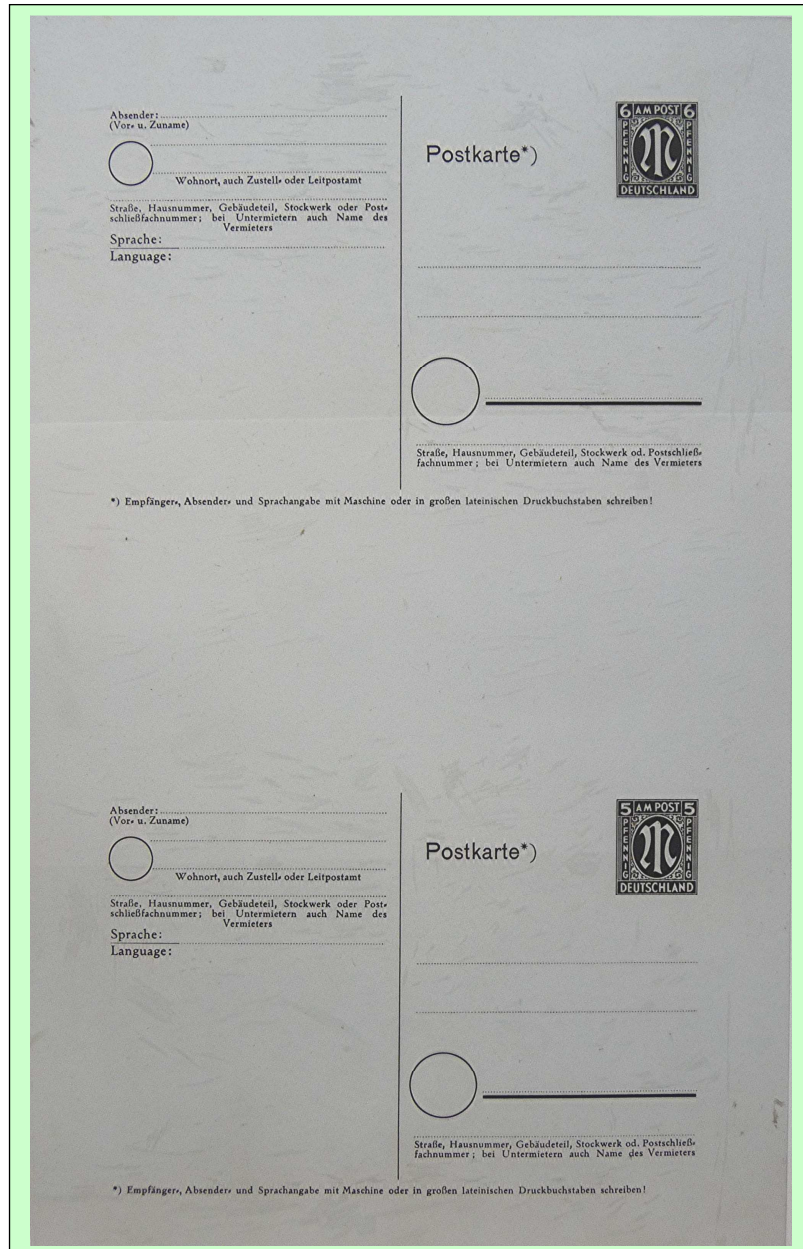 Absender:
(Vor- u. Zuname)
Wohnort, auch Zustell- oder Leitpostamt
Straße, Hausnummer, Gebäudeteil, Stockwerk oder Post-
schließfachnummer; bei Untermietern auch Name des
Vermieters
Sprache:
Language:
Postkarte*)
6 AM POST 6
PFENNIG
M
PFENNIG
DEUTSCHLAND
Straße, Hausnummer, Gebäudeteil, Stockwerk od. Postschließ-
fachnummer; bei Untermietern auch Name des Vermieters
*) Empfänger-, Absender- und Sprachangabe mit Maschine oder in großen lateinischen Druckbuchstaben schreiben!
Absender:
(Vor- u. Zuname)
Wohnort, auch Zustell- oder Leitpostamt
Straße, Hausnummer, Gebäudeteil, Stockwerk oder Post-
schließfachnummer; bei Untermietern auch Name des
Vermieters
Sprache:
Language:
Postkarte*)
5 AM POST 5
PFENNIG
M
PFENNIG
DEUTSCHLAND
Straße, Hausnummer, Gebäudeteil, Stockwerk od. Postschließ-
fachnummer; bei Untermietern auch Name des Vermieters
*) Empfänger-, Absender- und Sprachangabe mit Maschine oder in großen lateinischen Druckbuchstaben schreiben!